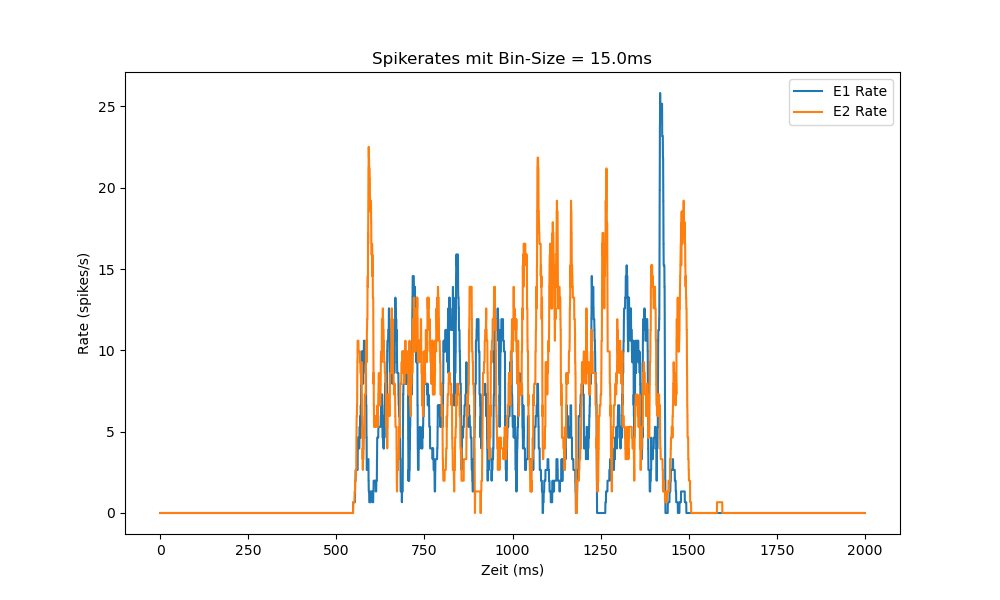 Spikerates mit Bin-Size = 15.0ms
E1 Rate
E2 Rate
25
20
15
10
5
0
Rate (spikes/s)
0 250 500 750 1000 1250 1500 1750 2000
Zeit (ms)